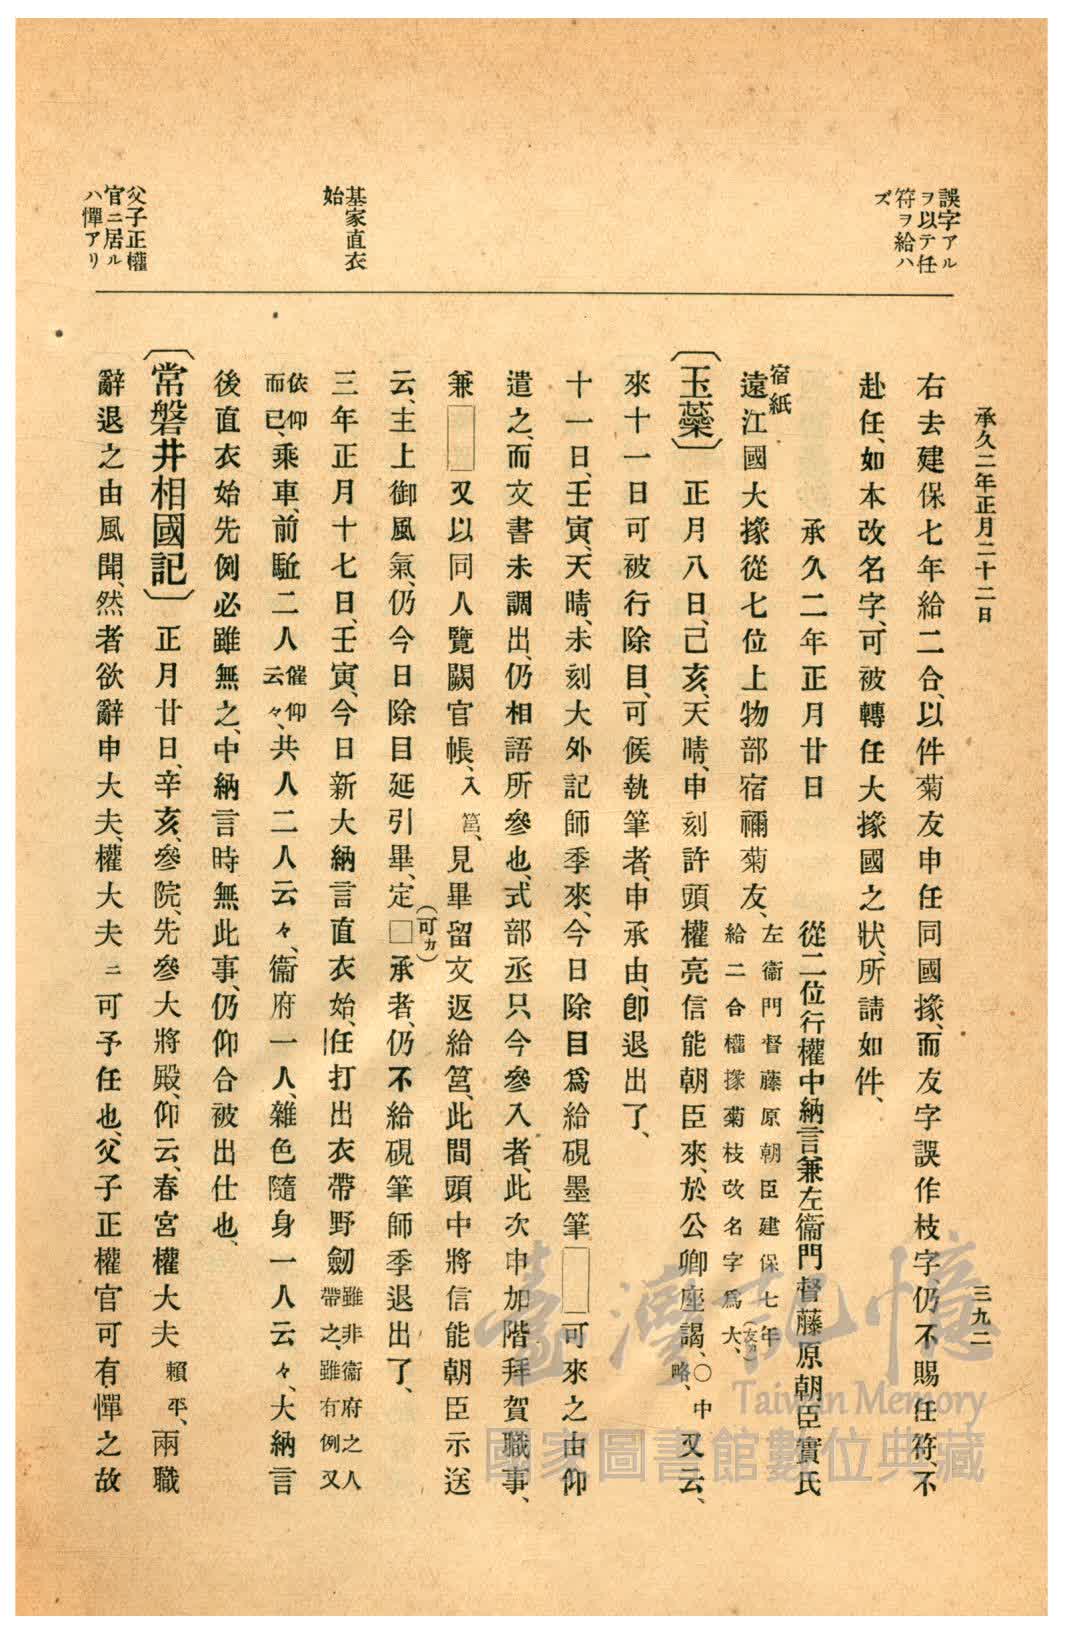 承久二年正月二十二日
三九二
誤字アル
ヲ以テ任
符ヲ給ハ
ズ
基家直衣
始
父子正權
官ニ居ル
ハ憚アリ
右去建保七年給二合、以件菊友申任同國掾、而友字誤作枝字仍不賜任符、不
赴任、如本改名字、可被轉任大掾國之狀、所請如件、
承久二年正月廿日
從二位行權中納言兼左衞門督藤原朝臣實氏
宿紙
遠江國大掾從七位上物部宿禰菊友、
左衞門督藤原朝臣建保七年
給二合權掾菊枝改名字爲大、
(友カ)
〔玉蘂〕正月八日、己亥、天晴、申刻許頭權亮信能朝臣來、於公卿座謁、〇中略、又云、
來十一日可被行除目、可候執筆者、申承由、卽退出了、
十一日、壬寅、天晴、未刻大外記師季來、今日除目爲給硯墨筆□可來之由仰
遣之、而文書未調出、仍相語所參也、式部丞只今參入者、此次申加階拜賀職事、
兼□又以同人覽闕官帳、入筥、見畢留文返給筥、此間頭中將信能朝臣示送
云、主上御風氣、仍今日除目延引畢、定□承者、仍不給硯筆師季退出了、
(可カ)
三年正月十七日、壬寅、今日新大納言直衣始、任打出衣帶野劒雖非衞府之人
帶之、雖有例又
依仰
而已、乘車、前駈二人催仰
云々、共人二人云々、衞府一人、雜色隨身一人云々、大納言
後直衣始先例必雖無之、中納言時無此事、仍仰合被出仕也、
〔常磐井相國記〕正月廿日、辛亥、參院、先參大將殿、仰云、春宮權大夫賴平、兩職
辭退之由風聞、然者欲辭申大夫、權大夫ニ可予任也、父子正權官可有憚之故
臺灣記憶
Taiwan Memory
國家圖書館數位典藏